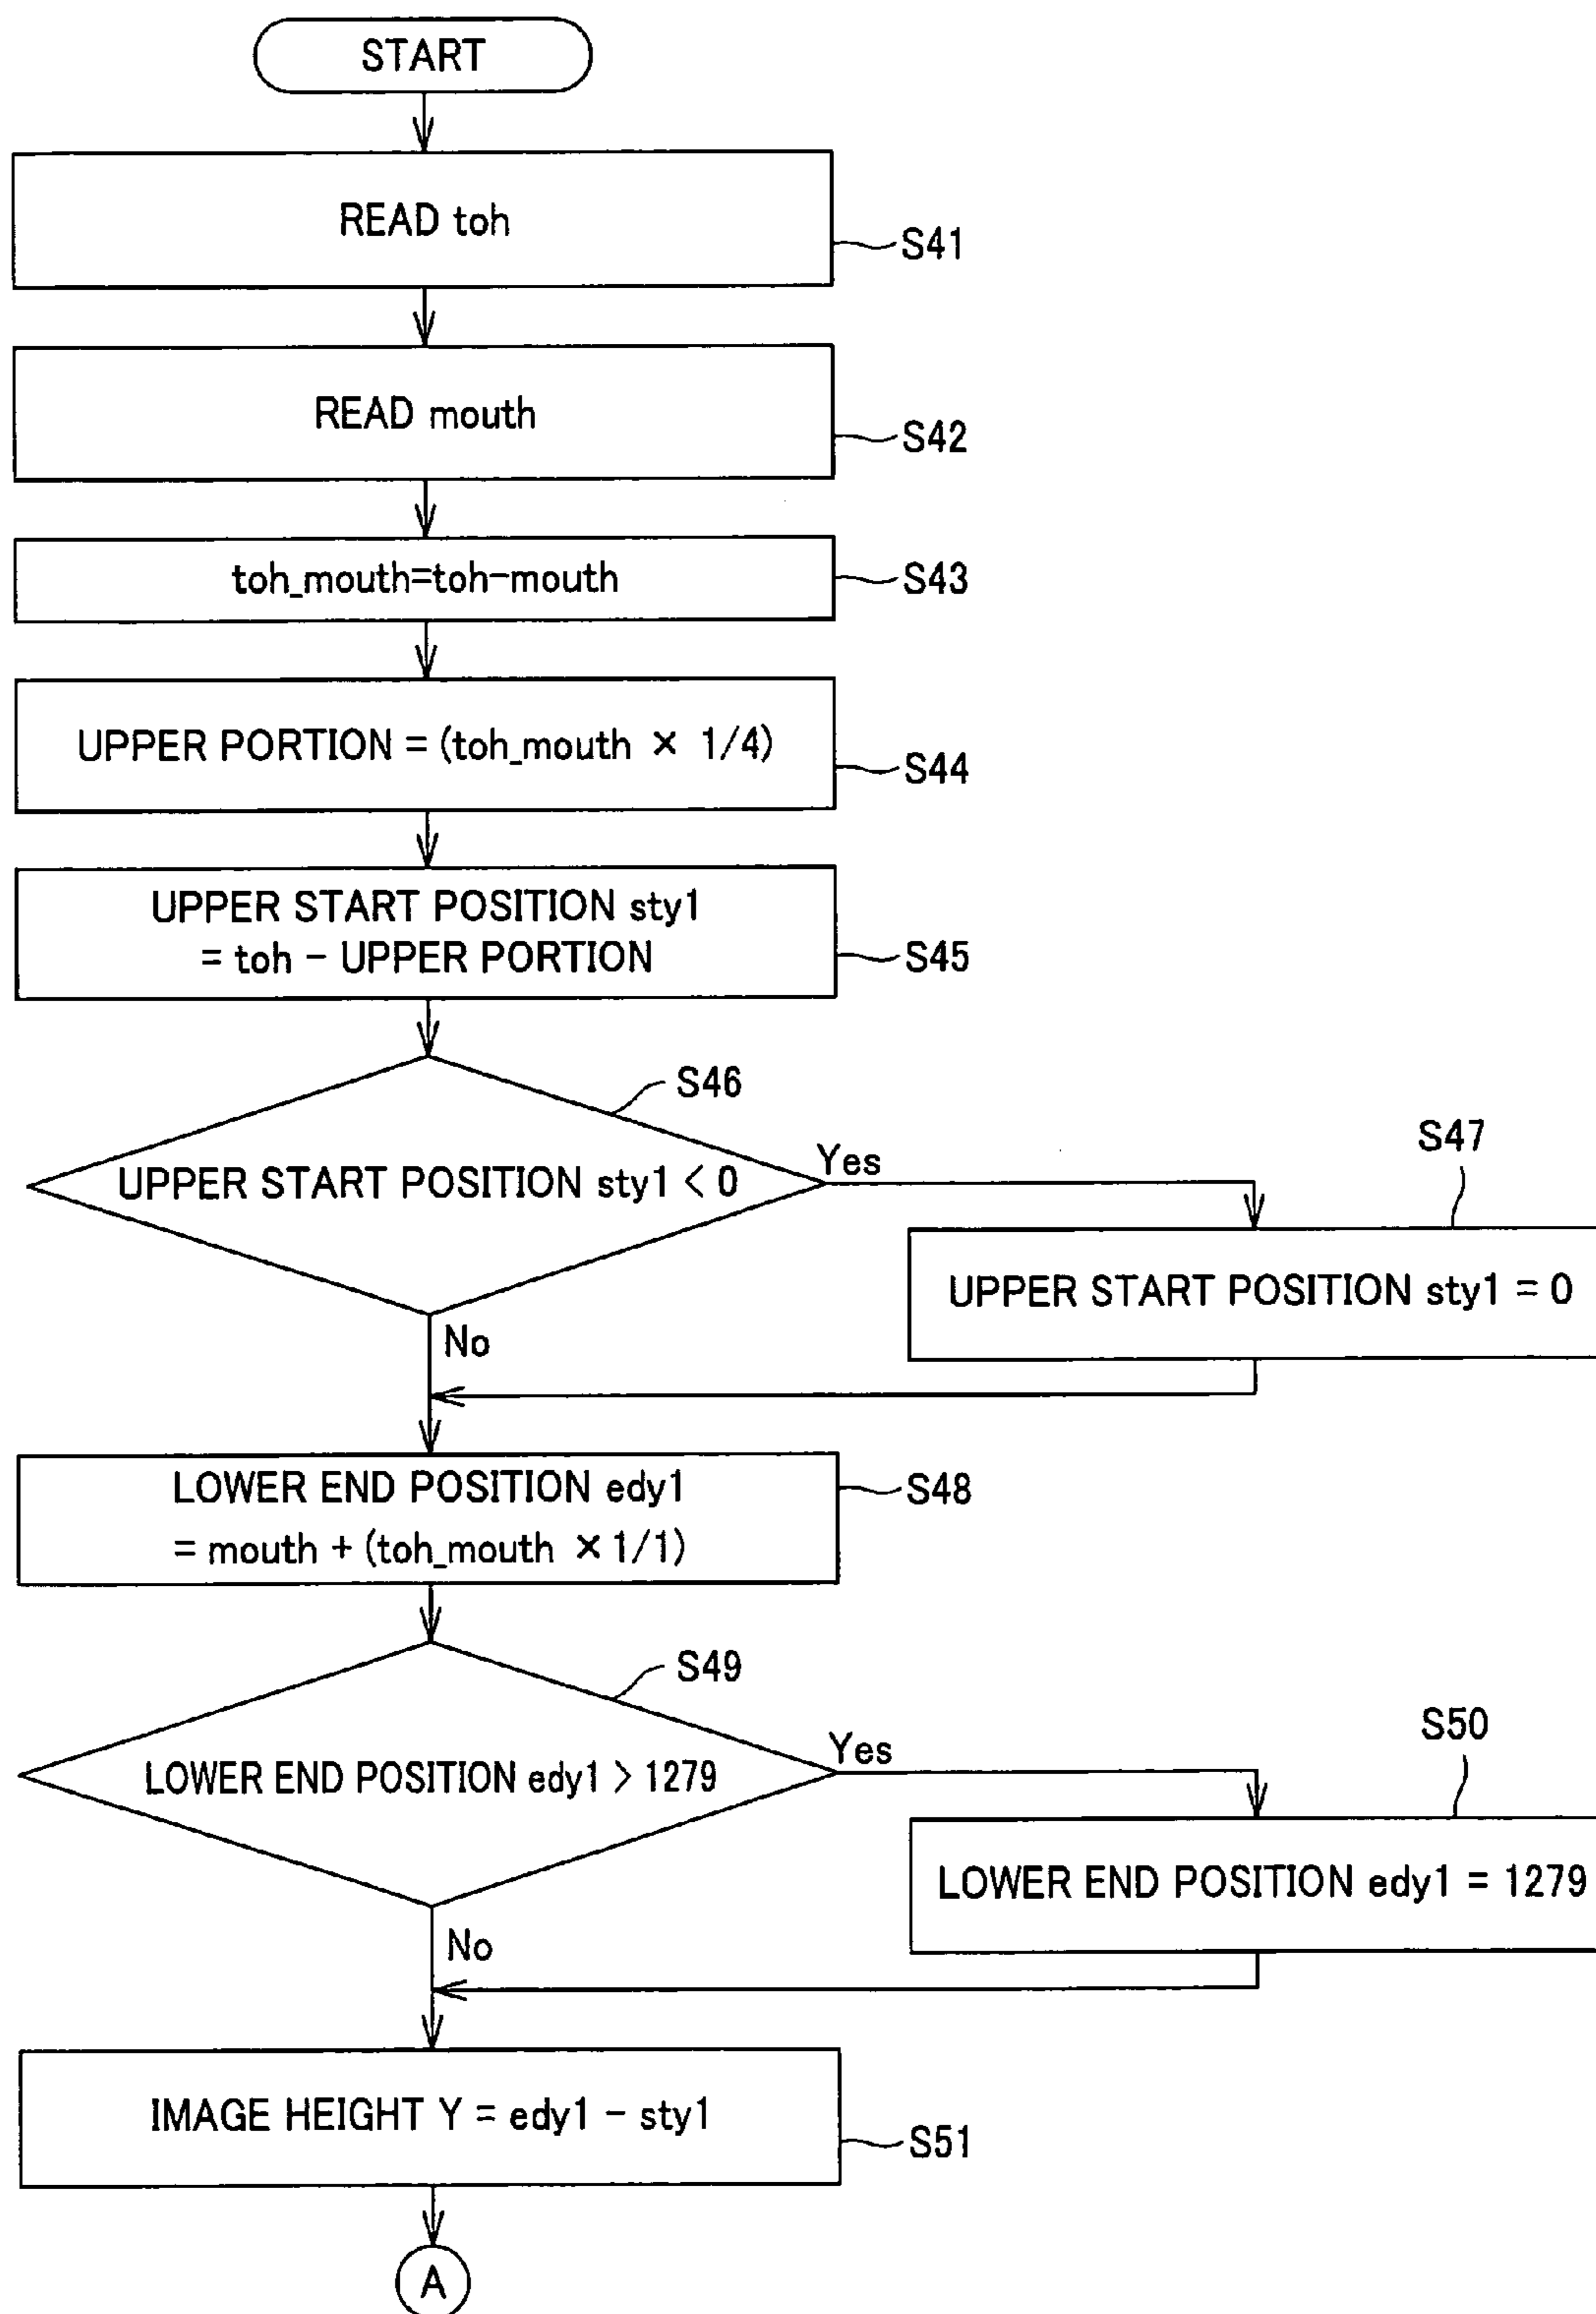 START
READ toh
S41
READ mouth
S42
toh_mouth=toh-mouth
S43
UPPER PORTION = (toh_mouth × 1/4)
S44
UPPER START POSITION sty1
= toh - UPPER PORTION
S45
S46
UPPER START POSITION sty1 < 0
Yes
S47
UPPER START POSITION sty1 = 0
No
LOWER END POSITION edy1
= mouth + (toh_mouth × 1/1)
S48
S49
LOWER END POSITION edy1 > 1279
Yes
S50
LOWER END POSITION edy1 = 1279
No
IMAGE HEIGHT Y = edy1 - sty1
S51
A